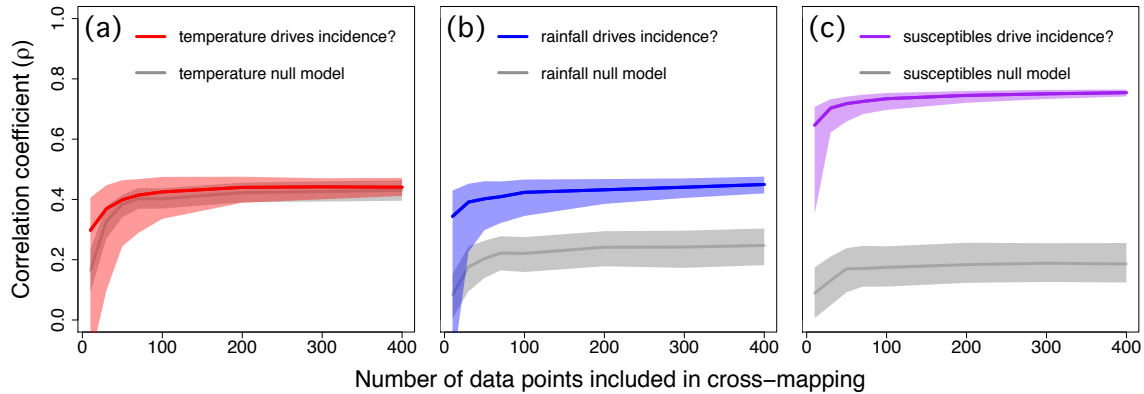 (a)
temperature drives incidence?
temperature null model
(b)
rainfall drives incidence?
rainfall null model
(c)
susceptibles drive incidence?
susceptibles null model
Correlation coefficient (ρ)
1.0
0.8
0.6
0.4
0.2
0.0
0 100 200 300 400
0 100 200 300 400
0 100 200 300 400
Number of data points included in cross−mapping